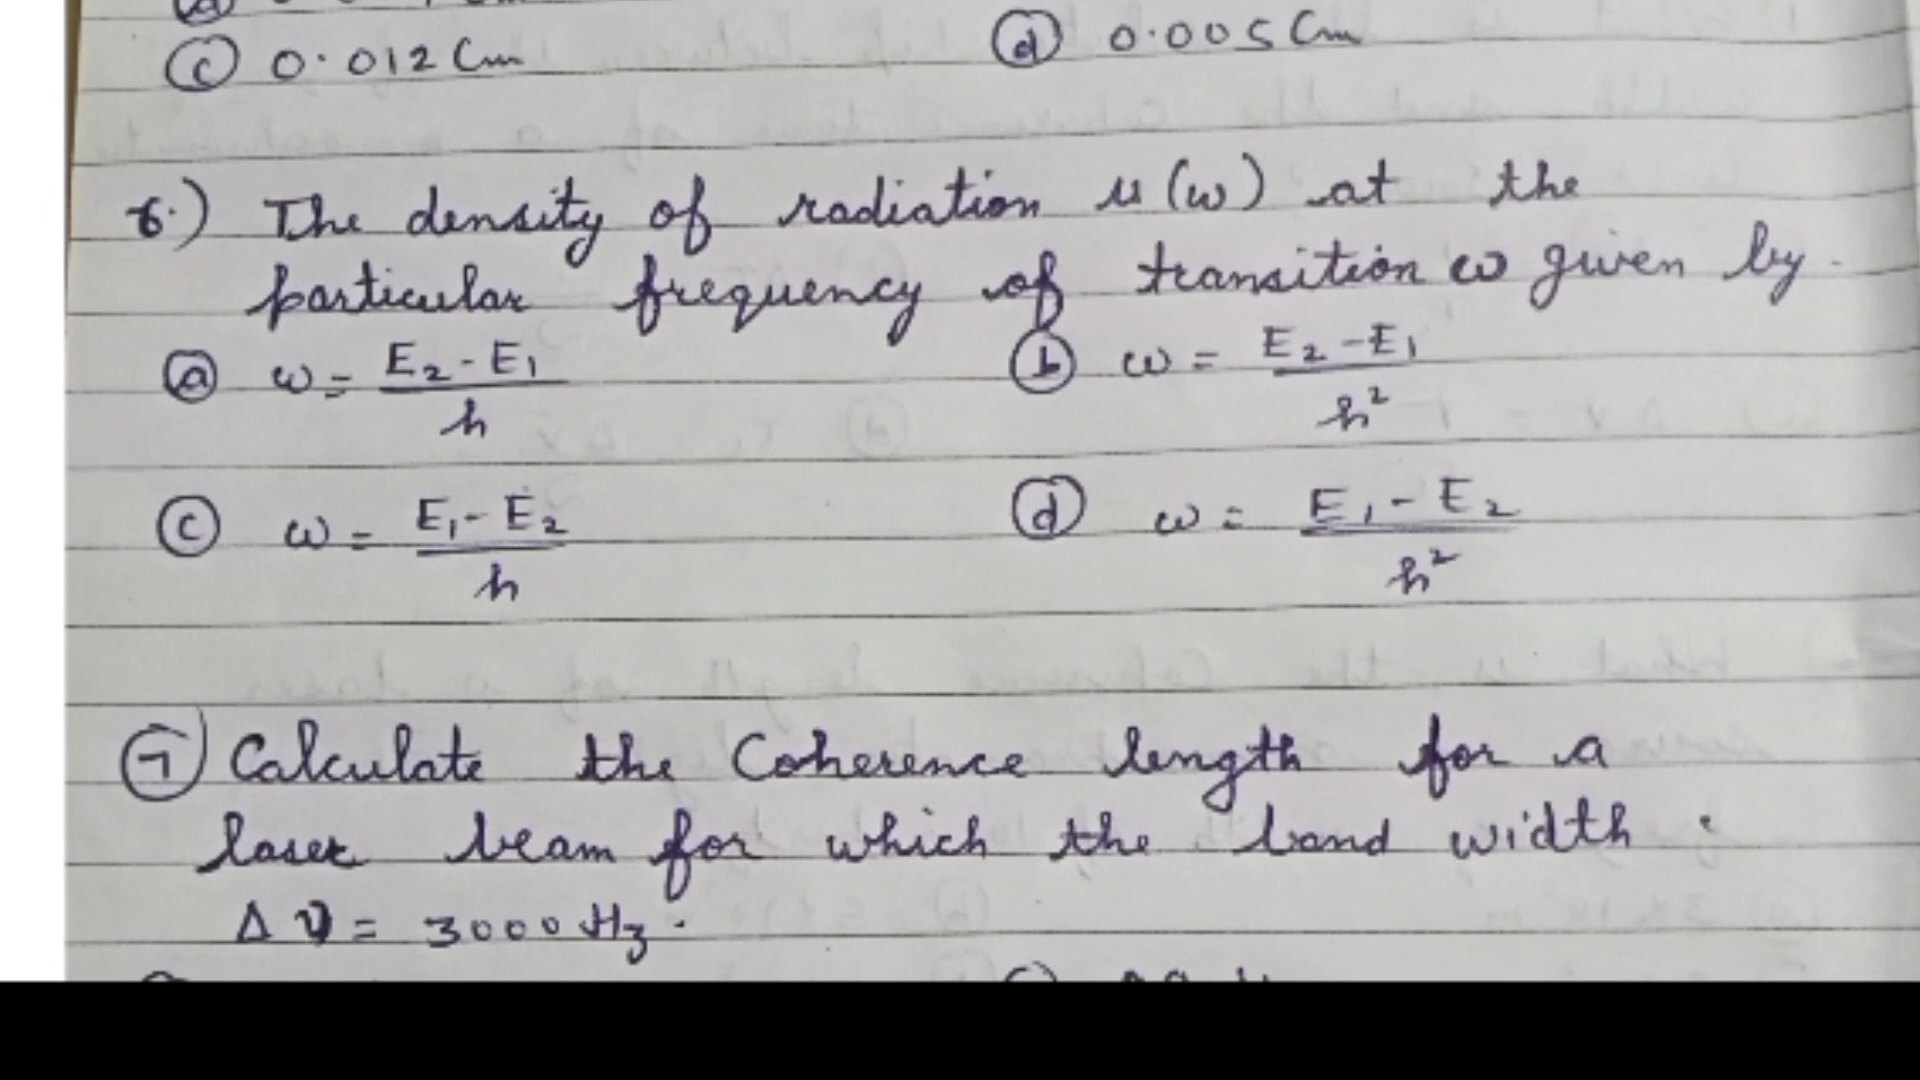 (c) 0.012 Cm (d) 0.005 Cm
6.) The density of radiation u(ω) at the
particular frequency of transition ω given by
(a) ω = E₂ - E₁ / h (b) ω = E₂ - E₁ / h²
(c) ω = E₁ - E₂ / h (d) ω = E₁ - E₂ / h²
(7) Calculate the Coherence length for a
laser beam for which the band width
Δν = 3000 Hz.